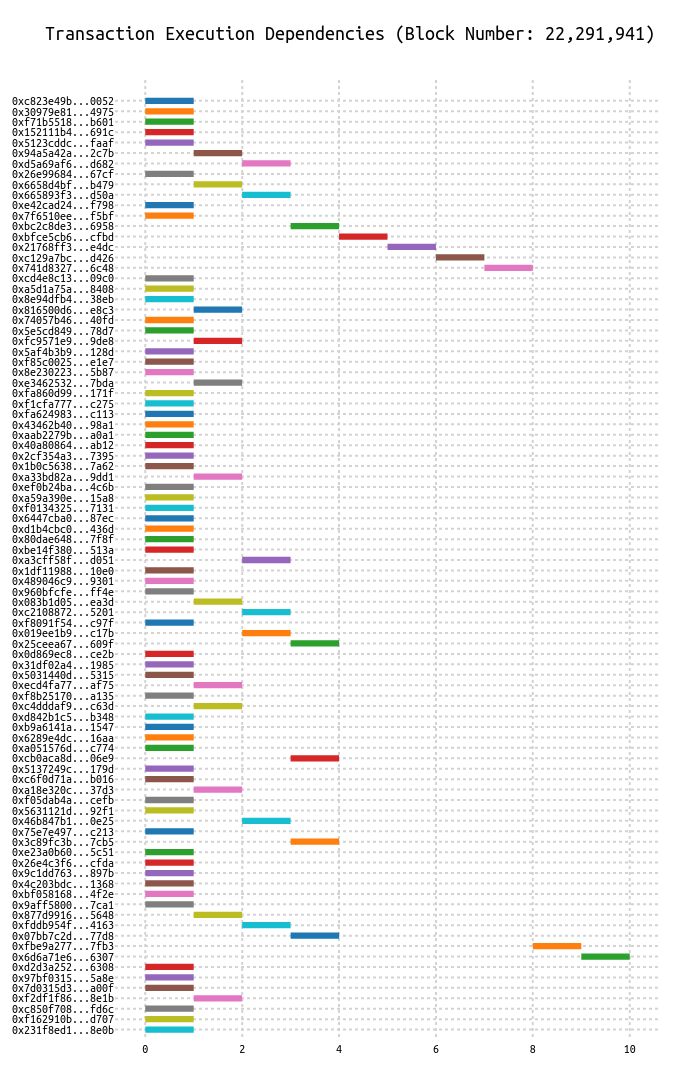 Transaction Execution Dependencies (Block Number: 22,291,941)
0xc823e49b...0052
0x30979e81...4975
0xf71b5518...b601
0x152111b4...691c
0x5123cddc...faaf
0x94a5a42a...2c7b
0xd5a69af6...d682
0x26e99684...67cf
0x6658d4bf...b479
0x665893f3...d50a
0xe42cad24...f798
0x7f6510ee...f5bf
0xbc2c8de3...6958
0xbfce5cb6...cfbd
0x21768ff3...e4dc
0xc129a7bc...d426
0x741d8327...6c48
0xcd4e8c13...09c0
0xa5d1a75a...8408
0x8e94dfb4...38eb
0x816500d6...e8c3
0x74057b46...40fd
0x5e5cd849...78d7
0xfc9571e9...9de8
0x5af4b3b9...128d
0xf85c0025...e1e7
0x8e230223...5b87
0xe3462532...7bda
0xfa860d99...171f
0xf1cfa777...c275
0xfa624983...c113
0x43462b40...98a1
0xaab2279b...a0a1
0x40a80864...ab12
0x2cf354a3...7395
0x1b0c5638...7a62
0xa33bd82a...9dd1
0xef0b24ba...4c6b
0xa59a390e...15a8
0xf0134325...7131
0x6447cba0...87ec
0xd1b4cbc0...436d
0x80dae648...7f8f
0xbe14f380...513a
0xa3cff58f...d051
0x1df11988...10e0
0x489046c9...9301
0x960bfcfe...ff4e
0x083b1d05...ea3d
0xc2108872...5201
0xf8091f54...c97f
0x019ee1b9...c17b
0x25ceea67...609f
0x0d869ec8...ce2b
0x31df02a4...1985
0x5031440d...5315
0xecd4fa77...af75
0xf8b25170...a135
0xc4dddaf9...c63d
0xd842b1c5...b348
0xb9a6141a...1547
0x6289e4dc...16aa
0xa051576d...c774
0xcb0aca8d...06e9
0x5137249c...179d
0xc6f0d71a...b016
0xa18e320c...37d3
0xf05dab4a...cefb
0x5631121d...92f1
0x46b847b1...0e25
0x75e7e497...c213
0x3c89fc3b...7cb5
0xe23a0b60...5c51
0x26e4c3f6...cfda
0x9c1dd763...897b
0x4c203bdc...1368
0xbf058168...4f2e
0x9aff5800...7ca1
0x877d9916...5648
0xfddb954f...4163
0x07bb7c2d...77d8
0xfbe9a277...7fb3
0x6d6a71e6...6307
0xd2d3a252...6308
0x97bf0315...5a8e
0x7d0315d3...a00f
0xf2df1f86...8e1b
0xc850f708...fd6c
0xf162910b...d707
0x231f8ed1...8e0b
0 2 4 6 8 10